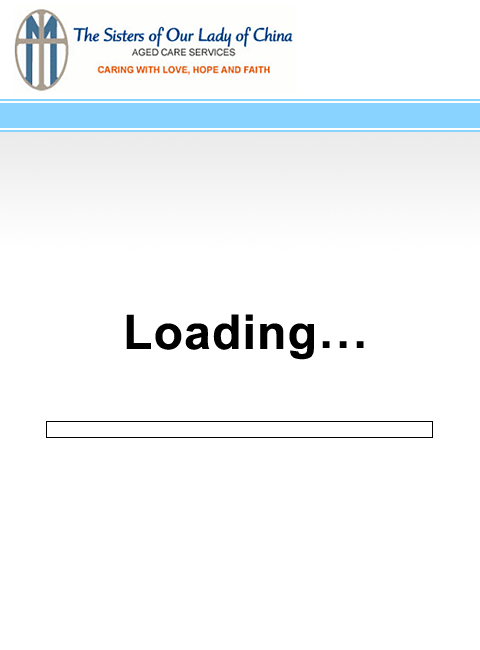 The Sisters of Our Lady of China
AGED CARE SERVICES
CARING WITH LOVE, HOPE AND FAITH
Loading...